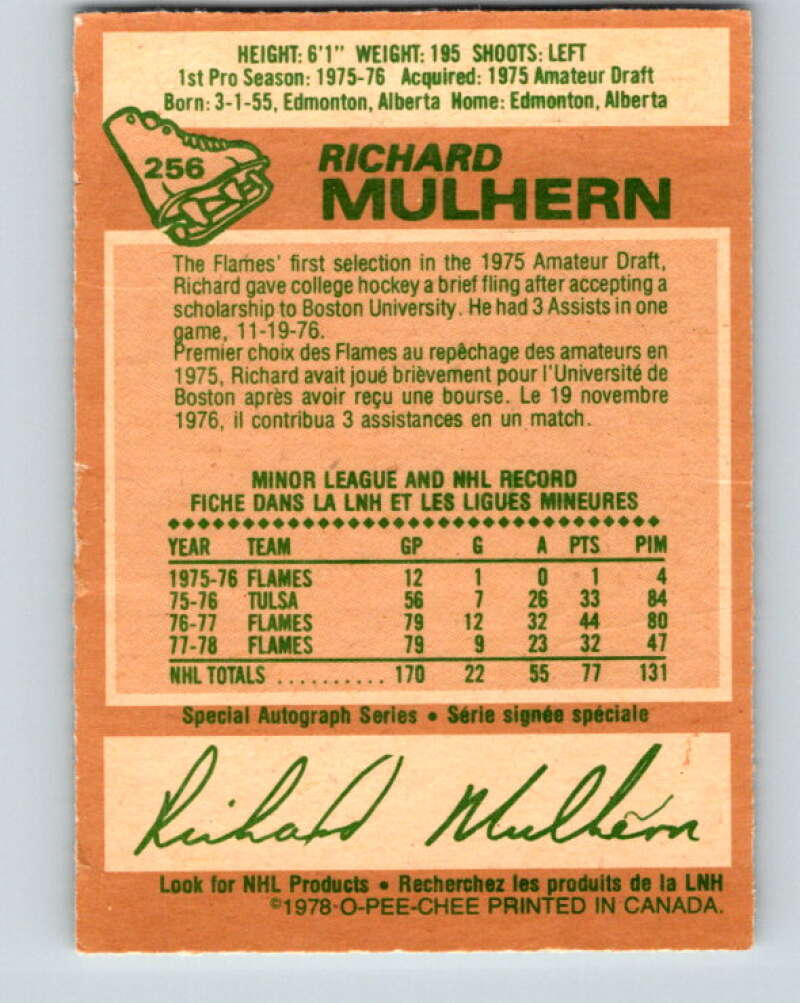 HEIGHT: 6'1" WEIGHT: 195 SHOOTS: LEFT
1st Pro Season: 1975-76 Acquired: 1975 Amateur Draft
Born: 3-1-55, Edmonton, Alberta Home: Edmonton, Alberta
256
RICHARD
MULHERN
The Flames' first selection in the 1975 Amateur Draft,
Richard gave college hockey a brief fling after accepting a
scholarship to Boston University. He had 3 Assists in one
game, 11-19-76.
Premier choix des Flames au repêchage des amateurs en
1975, Richard avait joué brièvement pour l'Université de
Boston après avoir reçu une bourse. Le 19 novembre
1976, il contribua 3 assistances en un match.
MINOR LEAGUE AND NHL RECORD
FICHE DANS LA LNH ET LES LIGUES MINEURES
YEAR TEAM GP G A PTS PIM
1975-76 FLAMES 12 1 0 1 4
75-76 TULSA 56 7 26 33 84
76-77 FLAMES 79 12 32 44 80
77-78 FLAMES 79 9 23 32 47
NHL TOTALS .......... 170 22 55 77 131
Special Autograph Series • Série signée spéciale
Richard Mulhern
Look for NHL Products • Recherchez les produits de la LNH
©1978 O-PEE-CHEE PRINTED IN CANADA.